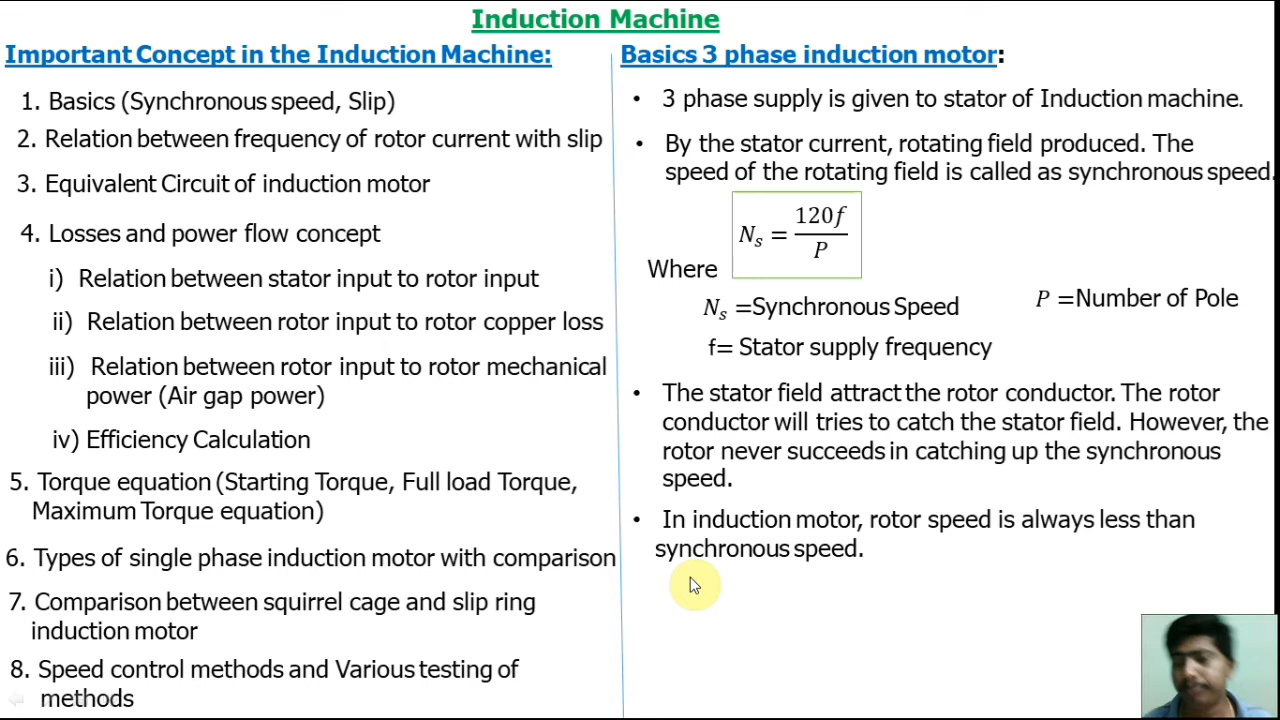 Induction Machine
Important Concept in the Induction Machine:
1. Basics (Synchronous speed, Slip)
2. Relation between frequency of rotor current with slip
3. Equivalent Circuit of induction motor
4. Losses and power flow concept
i) Relation between stator input to rotor input
ii) Relation between rotor input to rotor copper loss
iii) Relation between rotor input to rotor mechanical
power (Air gap power)
iv) Efficiency Calculation
5. Torque equation (Starting Torque, Full load Torque,
Maximum Torque equation)
6. Types of single phase induction motor with comparison
7. Comparison between squirrel cage and slip ring
induction motor
8. Speed control methods and Various testing of
methods
Basics 3 phase induction motor:
• 3 phase supply is given to stator of Induction machine.
• By the stator current, rotating field produced. The
speed of the rotating field is called as synchronous speed.
N_s = 120f / P
Where
N_s =Synchronous Speed
P =Number of Pole
f= Stator supply frequency
• The stator field attract the rotor conductor. The rotor
conductor will tries to catch the stator field. However, the
rotor never succeeds in catching up the synchronous
speed.
• In induction motor, rotor speed is always less than
synchronous speed.